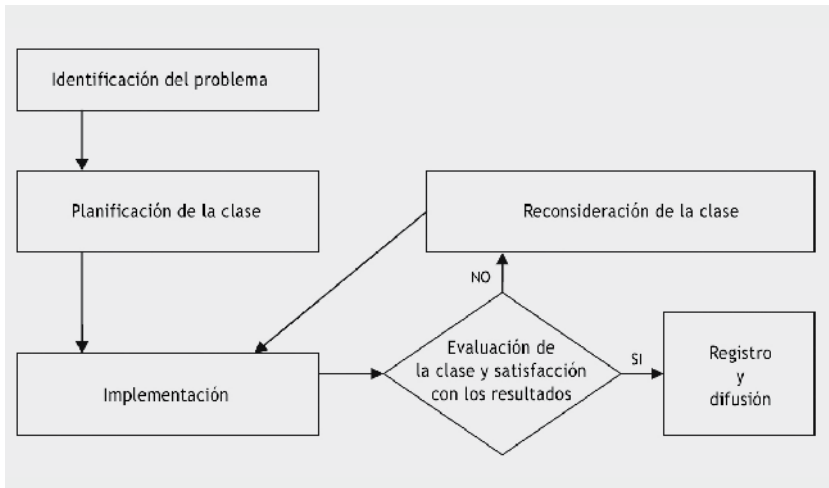 Identificación del problema
Planificación de la clase
Reconsideración de la clase
NO
Evaluación de
la clase y satisfacción
con los resultados
SI
Registro
y
difusión
Implementación